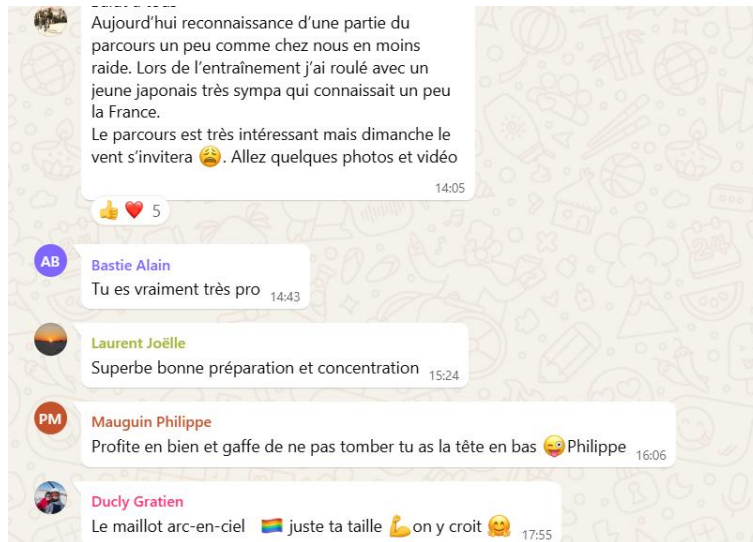 Aujourd’hui reconnaissance d’une partie du
parcours un peu comme chez nous en moins
raide. Lors de l’entraînement j’ai roulé avec un
jeune japonais très sympa qui connaissait un peu
la France.
Le parcours est très intéressant mais dimanche le
vent s’invitera 😩. Allez quelques photos et vidéo
14:05
👍 ❤️ 5
AB
Bastie Alain
Tu es vraiment très pro 14:43
Laurent Joëlle
Superbe bonne préparation et concentration 15:24
PM
Mauguin Philippe
Profite en bien et gaffe de ne pas tomber tu as la tête en bas 😜Philippe 16:06
Ducly Gratien
Le maillot arc-en-ciel 🏳️‍🌈 juste ta taille 💪on y croit 🤗 17:55